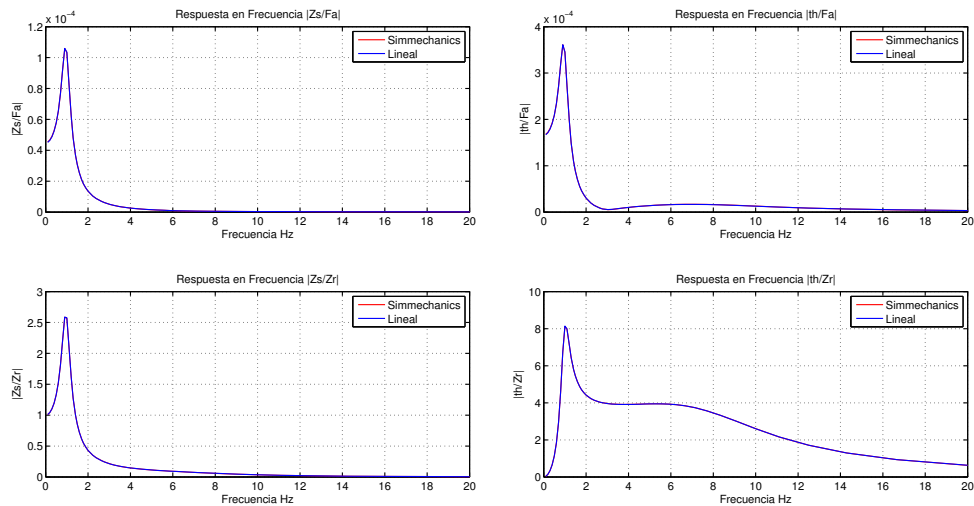 Respuesta en Frecuencia |Zs/Fa|
x 10⁻⁴
1.2
1
0.8
0.6
0.4
0.2
0
|Zs/Fa|
Simmechanics
Lineal
0 2 4 6 8 10 12 14 16 18 20
Frecuencia Hz
Respuesta en Frecuencia |th/Fa|
x 10⁻⁴
4
3
2
1
0
|th/Fa|
Simmechanics
Lineal
0 2 4 6 8 10 12 14 16 18 20
Frecuencia Hz
Respuesta en Frecuencia |Zs/Zr|
3
2.5
2
1.5
1
0.5
0
|Zs/Zr|
Simmechanics
Lineal
0 2 4 6 8 10 12 14 16 18 20
Frecuencia Hz
Respuesta en Frecuencia |th/Zr|
10
8
6
4
2
0
|th/Zr|
Simmechanics
Lineal
0 2 4 6 8 10 12 14 16 18 20
Frecuencia Hz